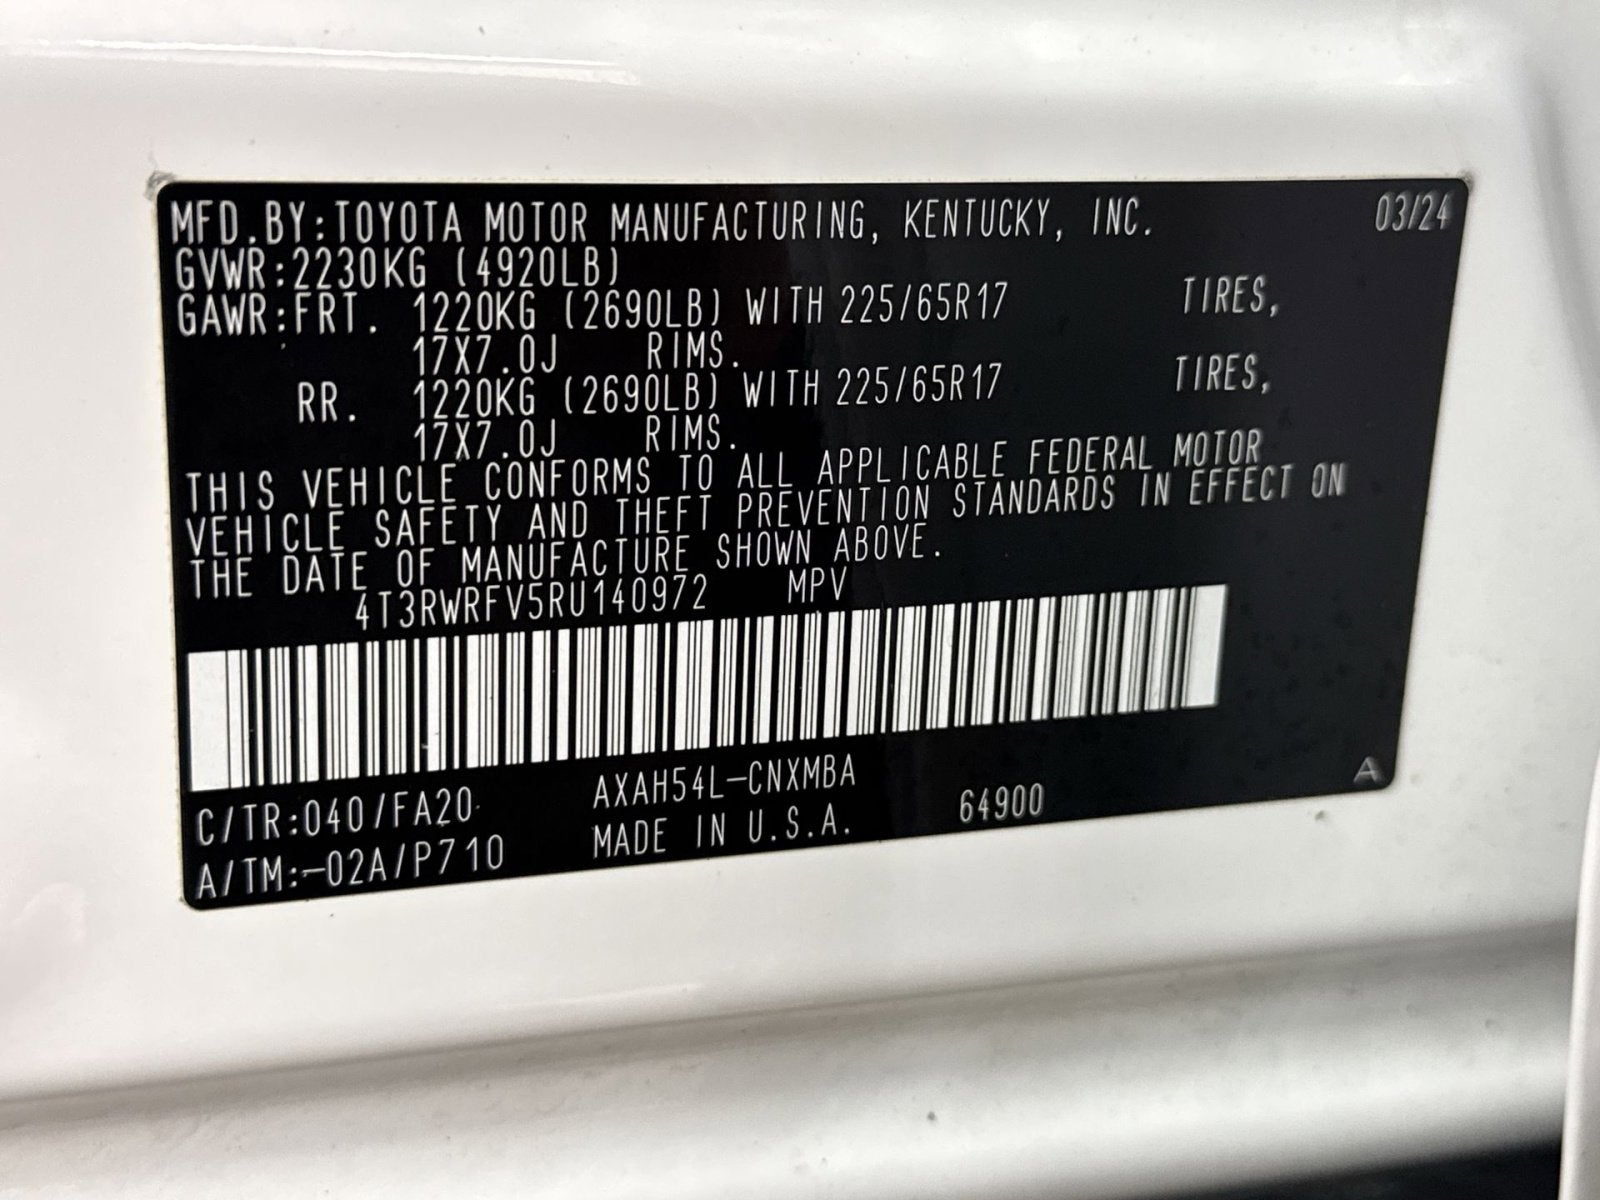 MFD.BY:TOYOTA MOTOR MANUFACTURING, KENTUCKY, INC. 03/24
GVWR:2230KG (4920LB)
GAWR:FRT. 1220KG (2690LB) WITH 225/65R17 TIRES,
17X7.0J RIMS.
RR. 1220KG (2690LB) WITH 225/65R17 TIRES,
17X7.0J RIMS.
THIS VEHICLE CONFORMS TO ALL APPLICABLE FEDERAL MOTOR
VEHICLE SAFETY AND THEFT PREVENTION STANDARDS IN EFFECT ON
THE DATE OF MANUFACTURE SHOWN ABOVE.
4T3RWRFV5RU140972 MPV
C/TR:040/FA20 AXAH54L-CNXMBA
A/TM:-02A/P710 MADE IN U.S.A. 64900 A